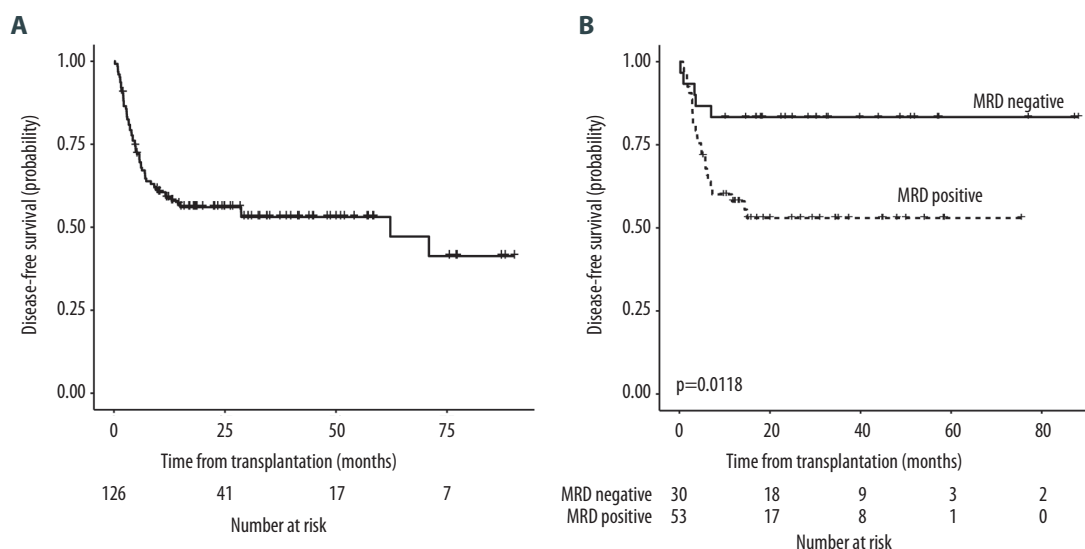 A
Disease-free survival (probability)
1.00
0.75
0.50
0.25
0.00
0 25 50 75
Time from transplantation (months)
126 41 17 7
Number at risk
B
Disease-free survival (probability)
1.00
0.75
0.50
0.25
0.00
MRD negative
MRD positive
p=0.0118
0 20 40 60 80
Time from transplantation (months)
MRD negative 30 18 9 3 2
MRD positive 53 17 8 1 0
Number at risk